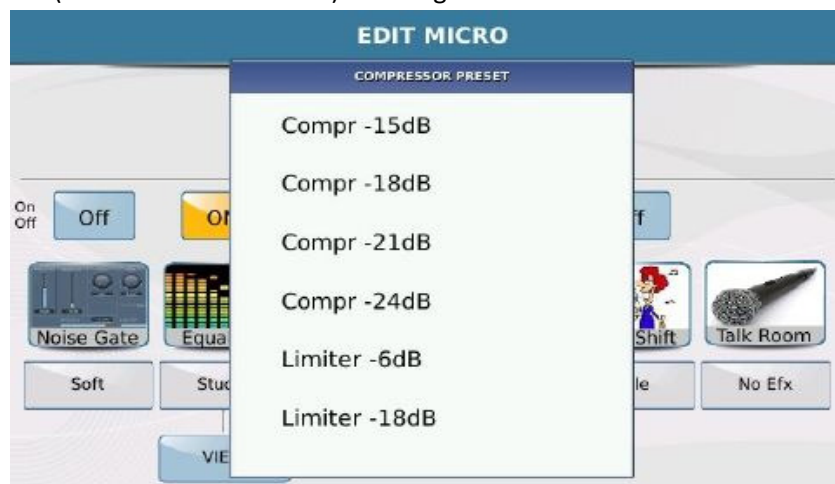 EDIT MICRO
COMPRESSOR PRESET
Compr -15dB
Compr -18dB
Compr -21dB
Compr -24dB
Limiter -6dB
Limiter -18dB
On
Off
Off
Noise Gate
Shift
Talk Room
Soft
No Efx